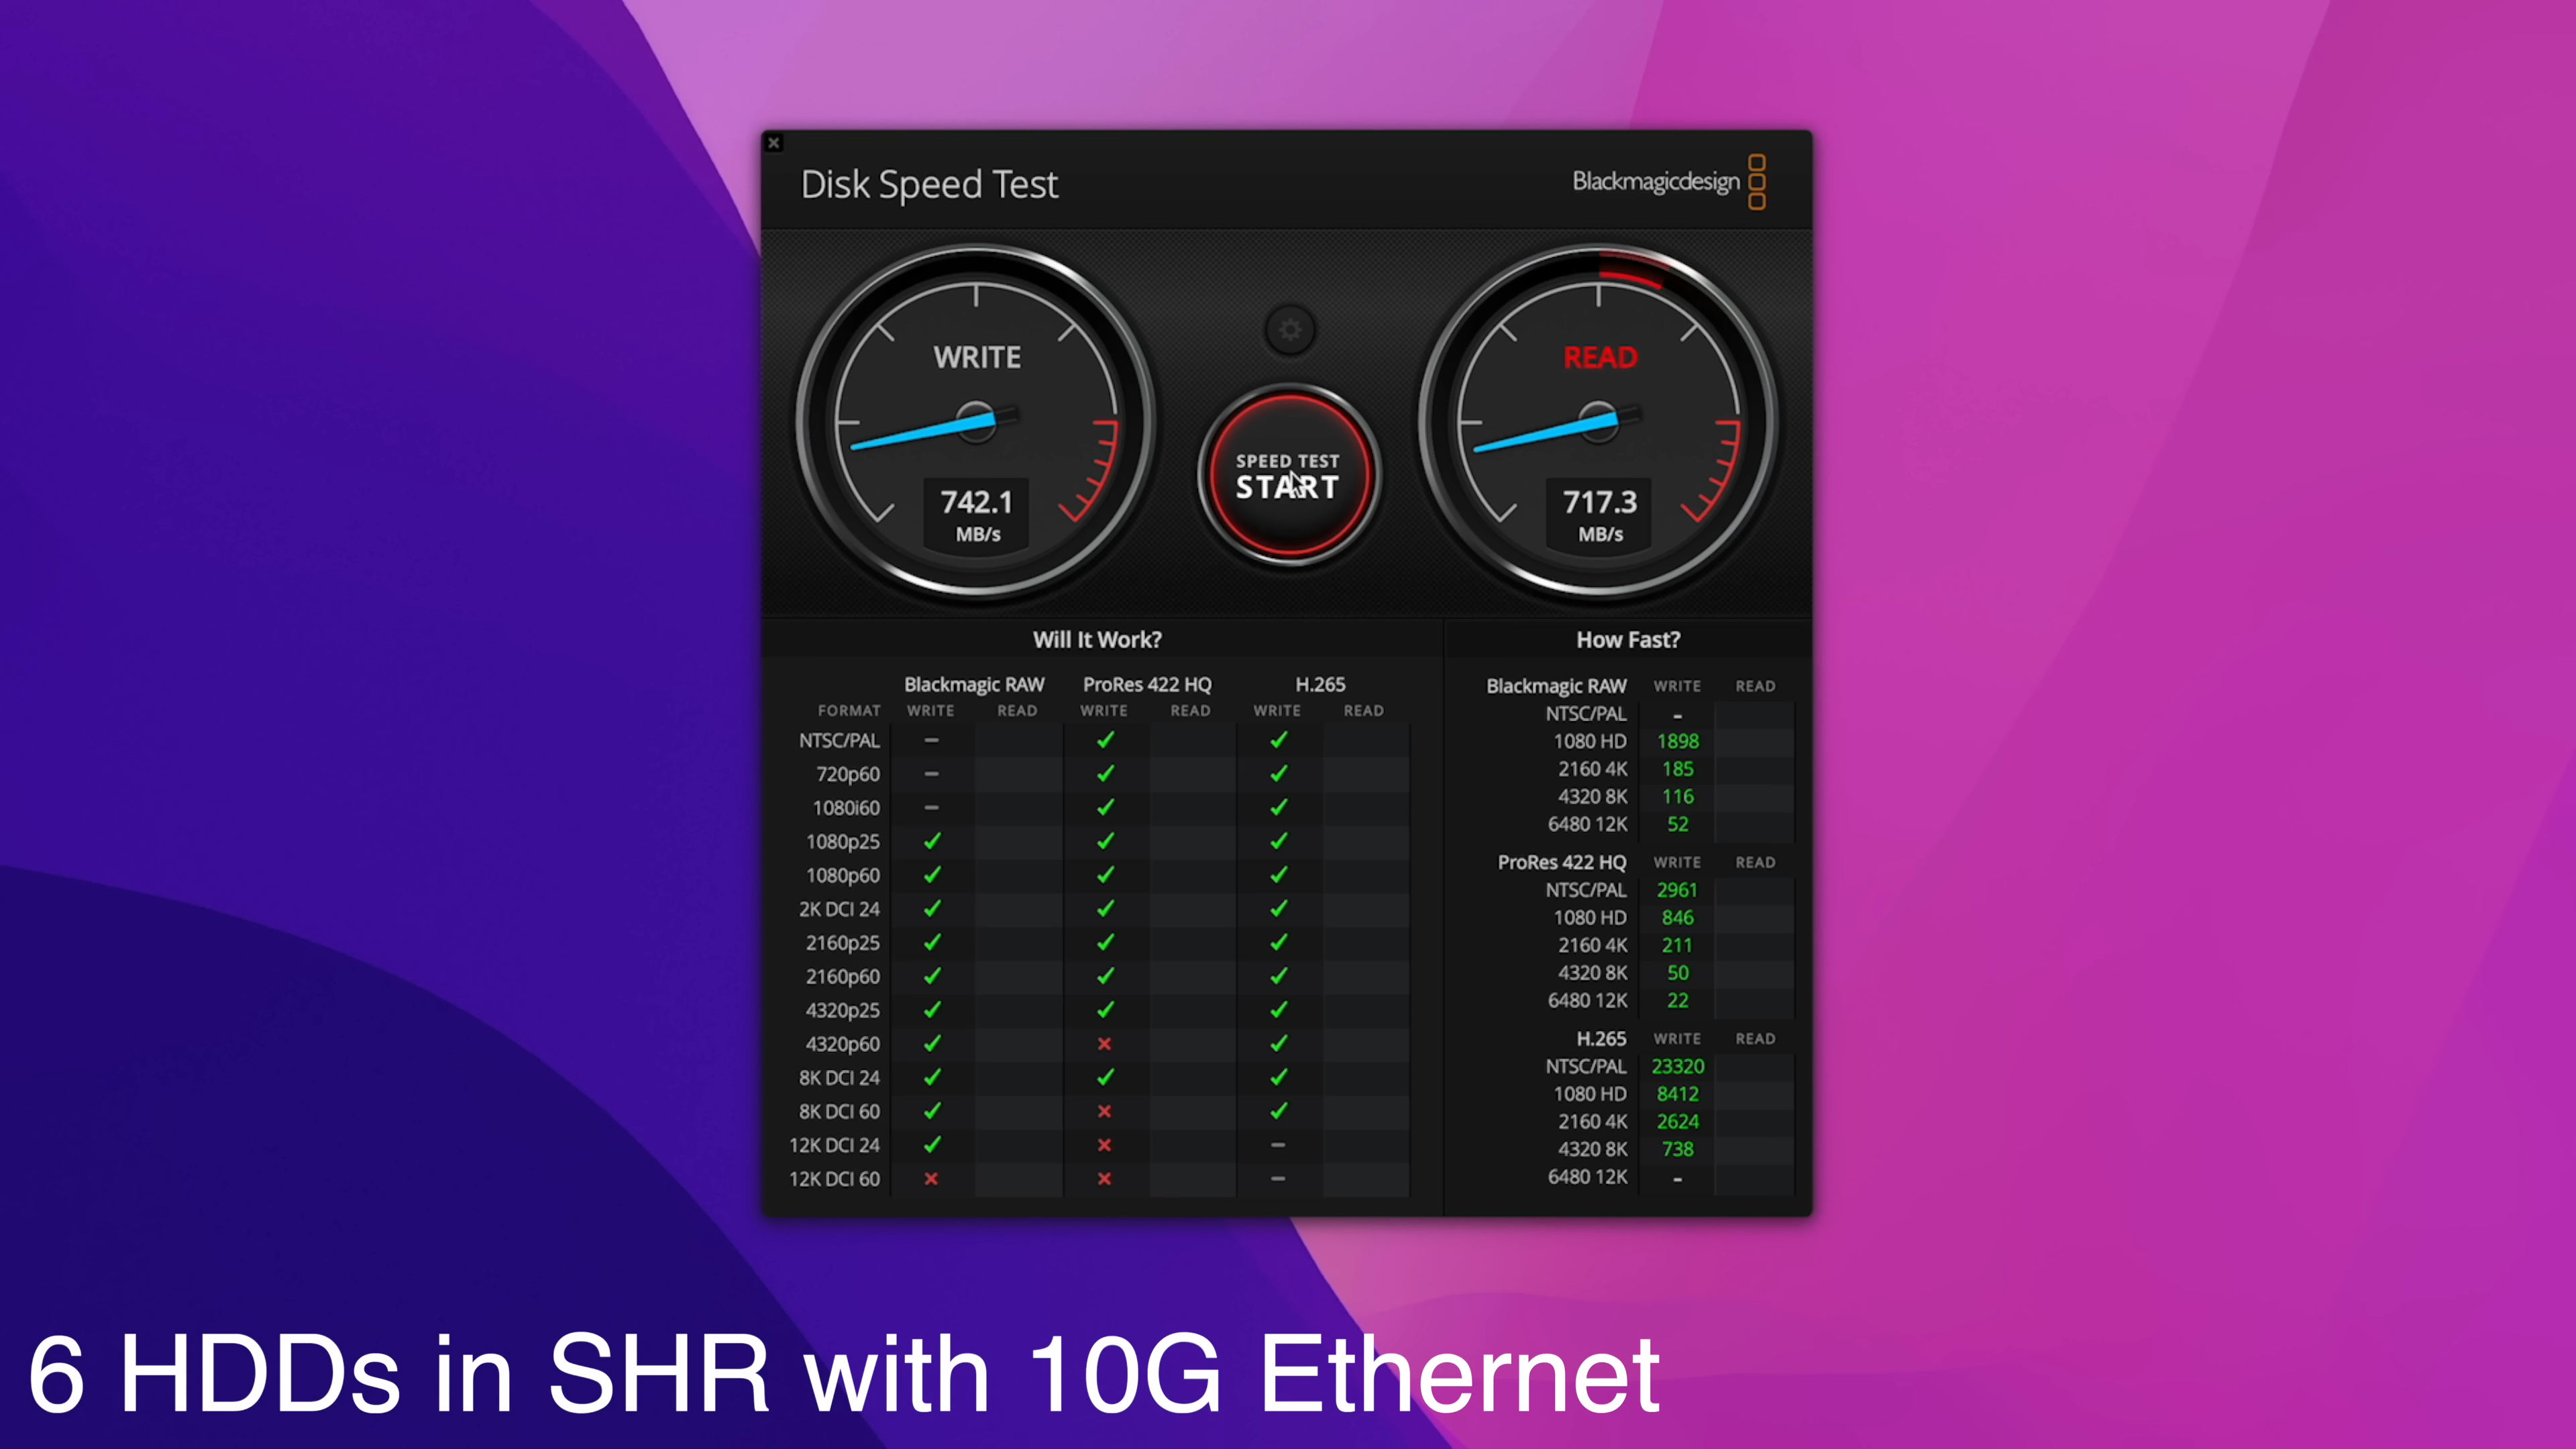 Disk Speed Test
Blackmagicdesign
WRITE
742.1
MB/s
SPEED TEST
START
READ
717.3
MB/s
Will It Work?
Blackmagic RAW ProRes 422 HQ H.265
FORMAT WRITE READ WRITE READ WRITE READ
NTSC/PAL – ✓ ✓
720p60 – ✓ ✓
1080i60 – ✓ ✓
1080p25 ✓ ✓ ✓
1080p60 ✓ ✓ ✓
2K DCI 24 ✓ ✓ ✓
2160p25 ✓ ✓ ✓
2160p60 ✓ ✓ ✓
4320p25 ✓ ✓ ✓
4320p60 ✓ × ✓
8K DCI 24 ✓ ✓ ✓
8K DCI 60 ✓ × ✓
12K DCI 24 ✓ × –
12K DCI 60 × × –
How Fast?
Blackmagic RAW WRITE READ
NTSC/PAL -
1080 HD 1898
2160 4K 185
4320 8K 116
6480 12K 52
ProRes 422 HQ WRITE READ
NTSC/PAL 2961
1080 HD 846
2160 4K 211
4320 8K 50
6480 12K 22
H.265 WRITE READ
NTSC/PAL 23320
1080 HD 8412
2160 4K 2624
4320 8K 738
6480 12K -
6 HDDs in SHR with 10G Ethernet